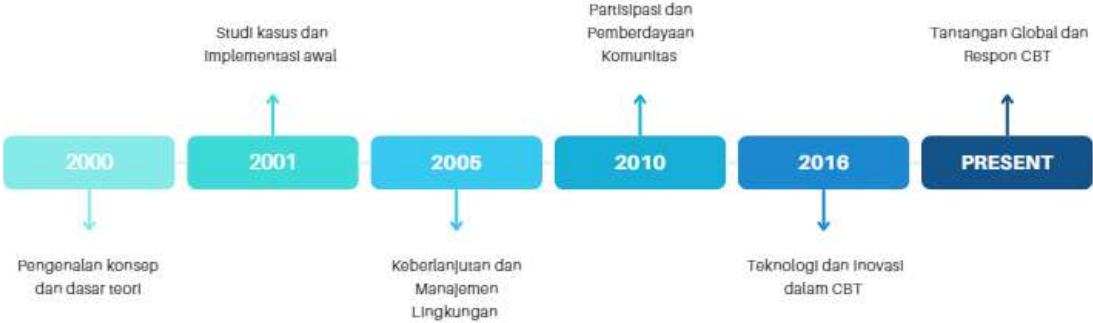 Studi kasus dan
Implementasi awal
Partisipasi dan
Pemberdayaan
Komunitas
Tantangan Global dan
Respon CBT
2000
2001
2005
2010
2016
PRESENT
Pengenalan konsep
dan dasar teori
Keberlanjutan dan
Manajemen
Lingkungan
Teknologi dan Inovasi
dalam CBT